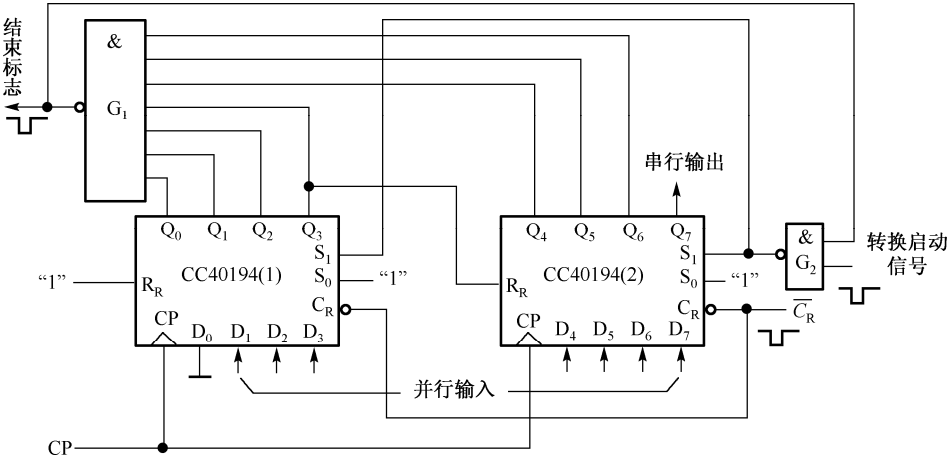 结束标志
&
G1
Q0 Q1 Q2 Q3
S1
CC40194(1)
S0
"1"
"1"
RR
CR
CP
D0 D1 D2 D3
串行输出
Q4 Q5 Q6 Q7
S1
CC40194(2)
S0
"1"
RR
CR
CP
D4 D5 D6 D7
&
G2
转换启动
信号
C̅R
并行输入
CP